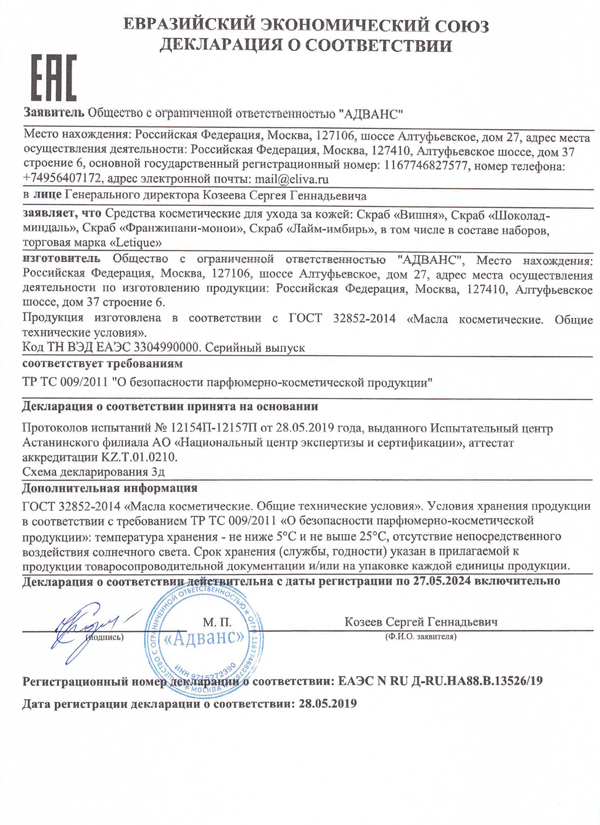 ЕВРАЗИЙСКИЙ ЭКОНОМИЧЕСКИЙ СОЮЗ
ДЕКЛАРАЦИЯ О СООТВЕТСТВИИ
ЕАС
Заявитель Общество с ограниченной ответственностью "АДВАНС"
Место нахождения: Российская Федерация, Москва, 127106, шоссе Алтуфьевское, дом 27, адрес места
осуществления деятельности: Российская Федерация, Москва, 127410, Алтуфьевское шоссе, дом 37
строение 6, основной государственный регистрационный номер: 1167746827577, номер телефона:
+74956407172, адрес электронной почты: mail@eliva.ru
в лице Генерального директора Козеева Сергея Геннадьевича
заявляет, что Средства косметические для ухода за кожей: Скраб «Вишня», Скраб «Шоколад-
миндаль», Скраб «Франжипани-монои», Скраб «Лайм-имбирь», в том числе в составе наборов,
торговая марка «Letique»
изготовитель Общество с ограниченной ответственностью "АДВАНС", Место нахождения:
Российская Федерация, Москва, 127106, шоссе Алтуфьевское, дом 27, адрес места осуществления
деятельности по изготовлению продукции: Российская Федерация, Москва, 127410, Алтуфьевское
шоссе, дом 37 строение 6.
Продукция изготовлена в соответствии с ГОСТ 32852-2014 «Масла косметические. Общие
технические условия».
Код ТН ВЭД ЕАЭС 3304990000. Серийный выпуск
соответствует требованиям
ТР ТС 009/2011 "О безопасности парфюмерно-косметической продукции"
Декларация о соответствии принята на основании
Протоколов испытаний № 12154П-12157П от 28.05.2019 года, выданного Испытательный центр
Астанинского филиала АО «Национальный центр экспертизы и сертификации», аттестат
аккредитации KZ.T.01.0210.
Схема декларирования 3д
Дополнительная информация
ГОСТ 32852-2014 «Масла косметические. Общие технические условия». Условия хранения продукции
в соответствии с требованием ТР ТС 009/2011 «О безопасности парфюмерно-косметической
продукции»: температура хранения - не ниже 5°С и не выше 25°С, отсутствие непосредственного
воздействия солнечного света. Срок хранения (службы, годности) указан в прилагаемой к
продукции товаросопроводительной документации и/или на упаковке каждой единицы продукции.
Декларация о соответствии действительна с даты регистрации по 27.05.2024 включительно
М. П.
Козеев Сергей Геннадьевич
(подпись)
(Ф.И.О. заявителя)
С ОГРАНИЧЕННОЙ ОТВЕТСТВЕННОСТЬЮ
«Адванс»
ИНН 9715272390
МОСКВА
Регистрационный номер декларации о соответствии: ЕАЭС N RU Д-RU.НА88.В.13526/19
Дата регистрации декларации о соответствии: 28.05.2019